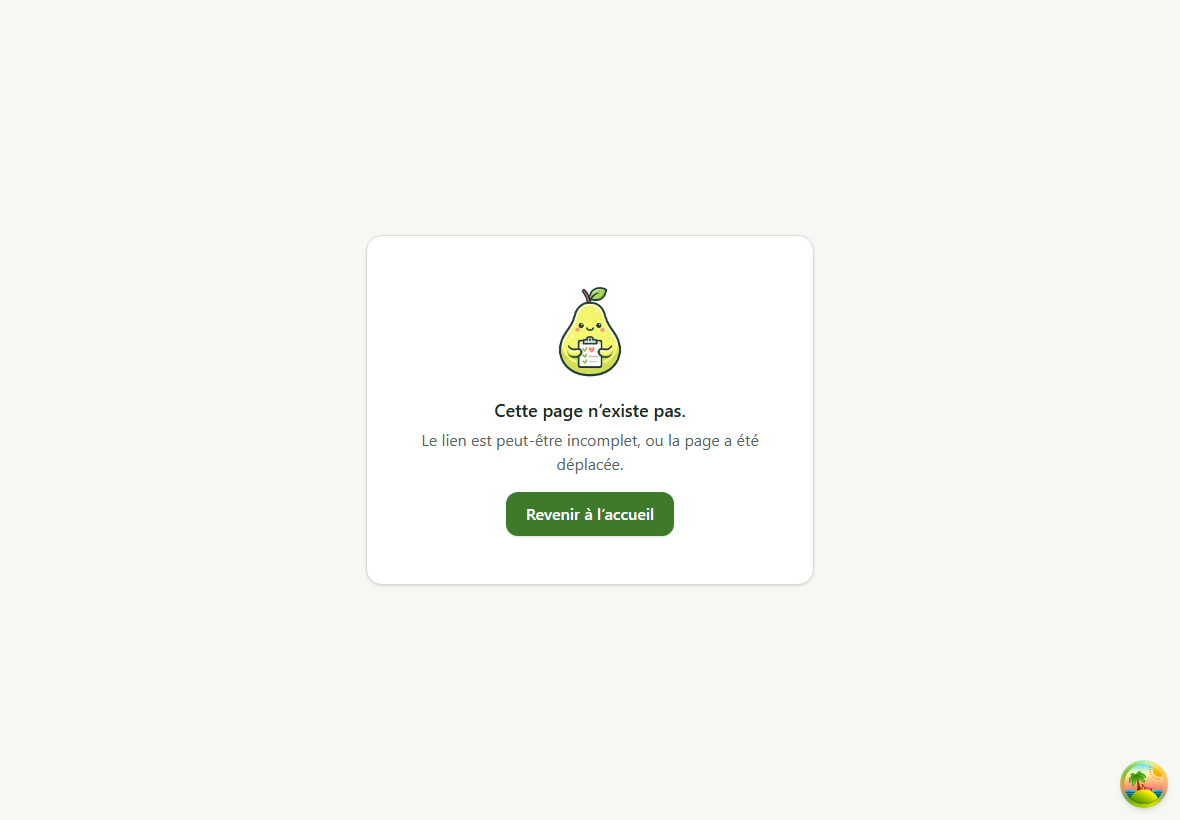 Cette page n’existe pas.
Le lien est peut-être incomplet, ou la page a été
déplacée.
Revenir à l’accueil